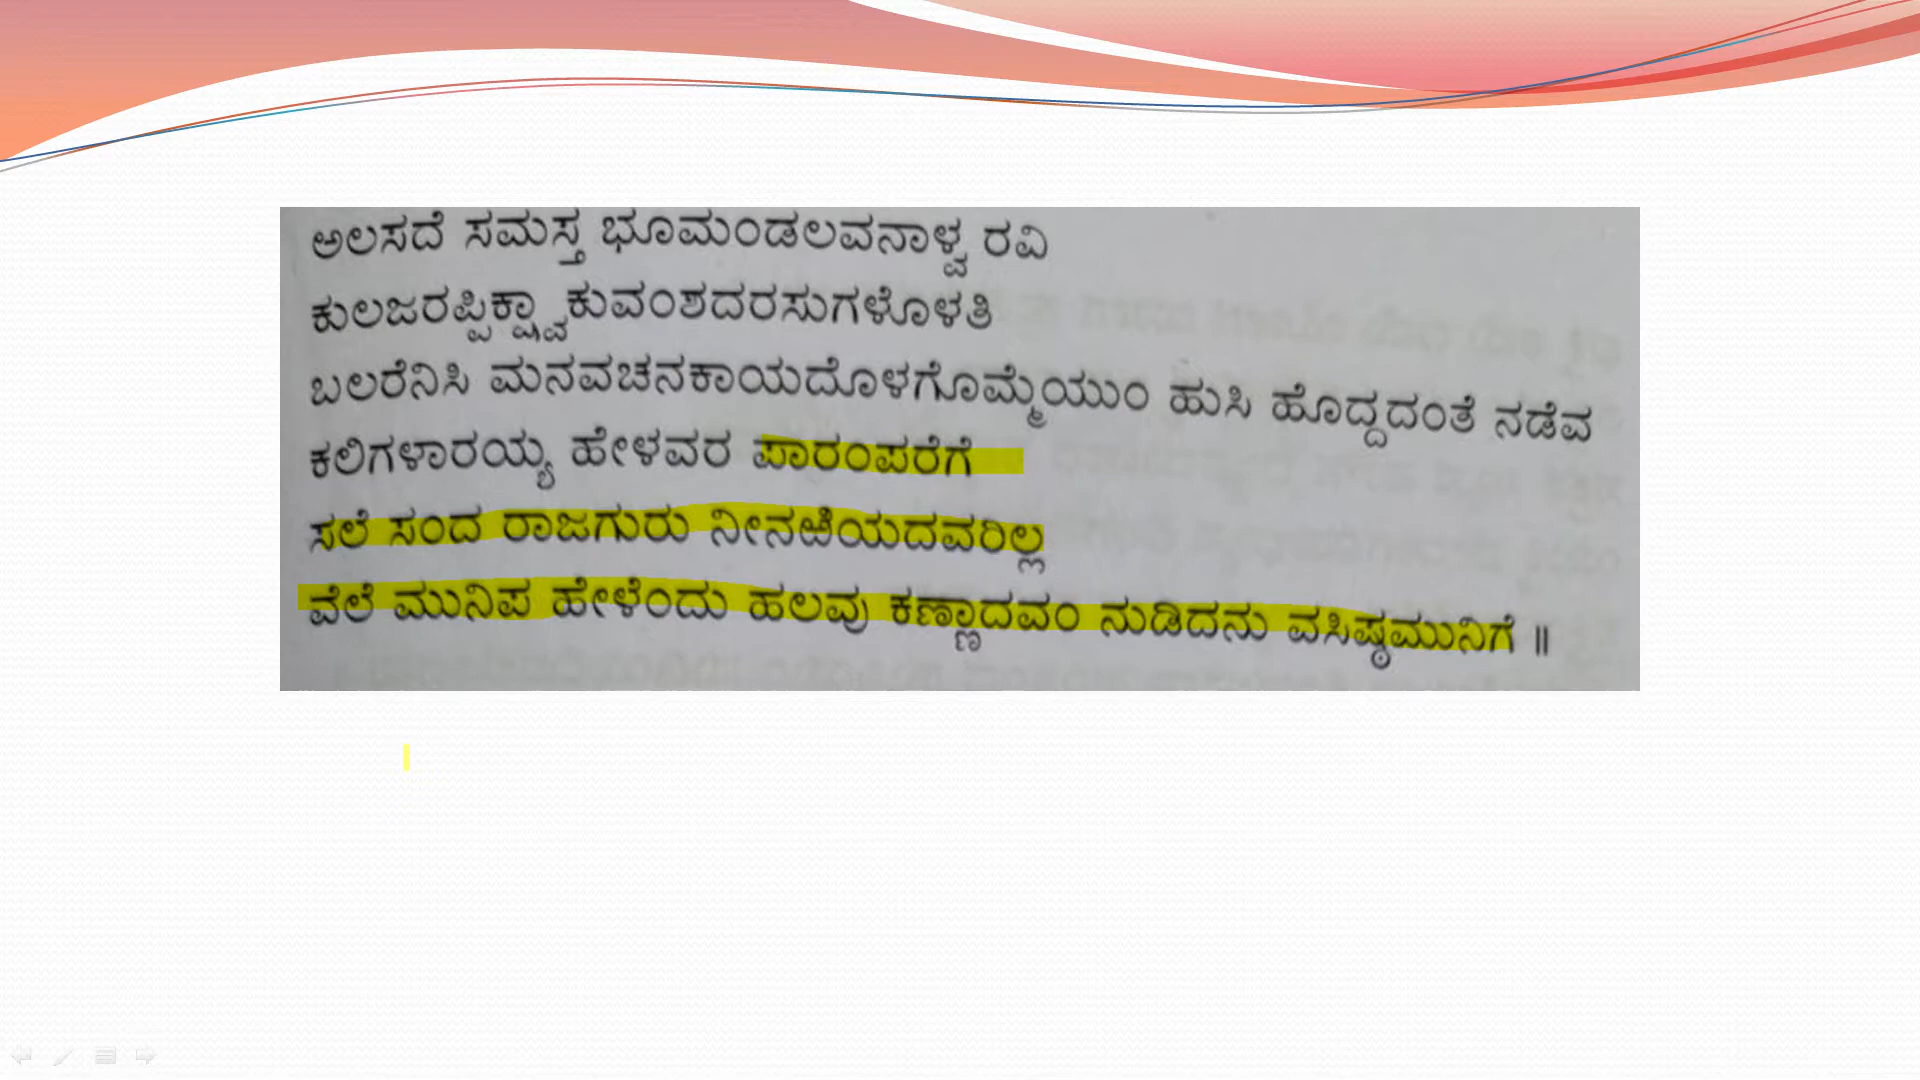 ಅಲಸದೆ ಸಮಸ್ತ ಭೂಮಂಡಲವನಾಳ್ವ ರವಿ
ಕುಲಜರಪ್ಪಿಕ್ಷ್ವಾಕುವಂಶದರಸುಗಳೊಳತಿ
ಬಲರೆನಿಸಿ ಮನವಚನಕಾಯದೊಳಗೊಮ್ಮೆಯುಂ ಹುಸಿ ಹೊದ್ದದಂತೆ ನಡೆವ
ಕಲಿಗಳಾರಯ್ಯ ಹೇಳವರ ಪಾರಂಪರೆಗೆ
ಸಲೆ ಸಂದ ರಾಜಗುರು ನೀನಱಿಯದವರಿಲ್ಲ
ವೆಲೆ ಮುನಿಪ ಹೇಳೆಂದು ಹಲವು ಕಣ್ಣಾದವಂ ನುಡಿದನು ವಸಿಷ್ಠಮುನಿಗೆ ॥